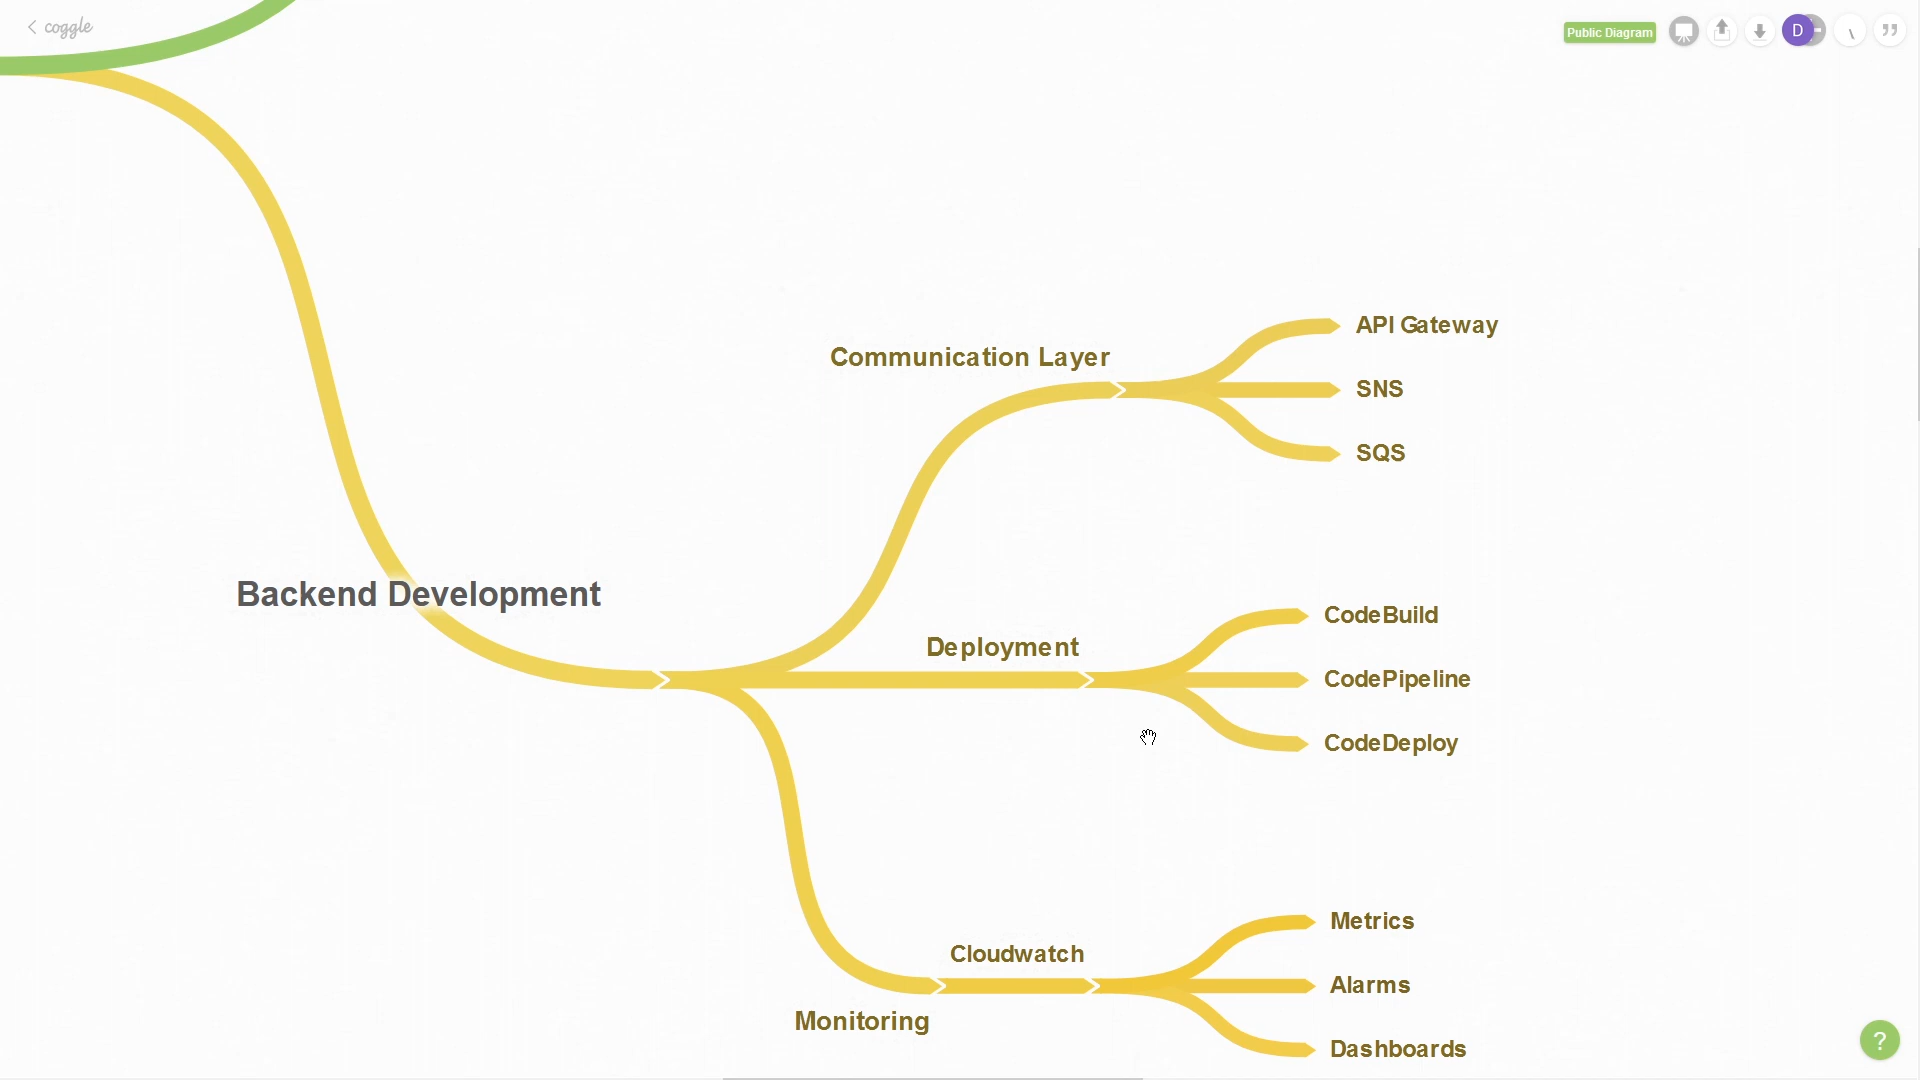 coggle
Public Diagram
D
API Gateway
Communication Layer
SNS
SQS
Backend Development
CodeBuild
Deployment
CodePipeline
CodeDeploy
Metrics
Cloudwatch
Alarms
Monitoring
Dashboards
?